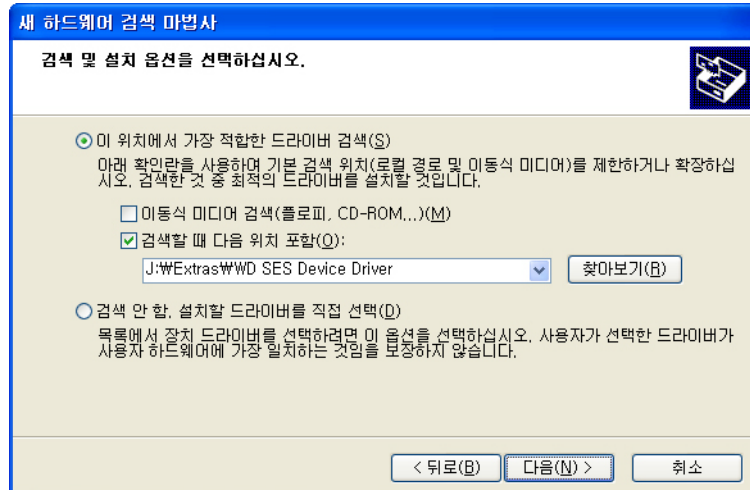 새 하드웨어 검색 마법사
검색 및 설치 옵션을 선택하십시오.
이 위치에서 가장 적합한 드라이버 검색(S)
아래 확인란을 사용하여 기본 검색 위치(로컬 경로 및 이동식 미디어)를 제한하거나 확장하십
시오. 검색한 것 중 최적의 드라이버를 설치할 것입니다.
이동식 미디어 검색(플로피, CD-ROM...)(M)
검색할 때 다음 위치 포함(O):
J:₩Extras₩WD SES Device Driver
찾아보기(R)
검색 안 함. 설치할 드라이버를 직접 선택(D)
목록에서 장치 드라이버를 선택하려면 이 옵션을 선택하십시오. 사용자가 선택한 드라이버가
사용자 하드웨어에 가장 일치하는 것임을 보장하지 않습니다.
< 뒤로(B) 다음(N) > 취소